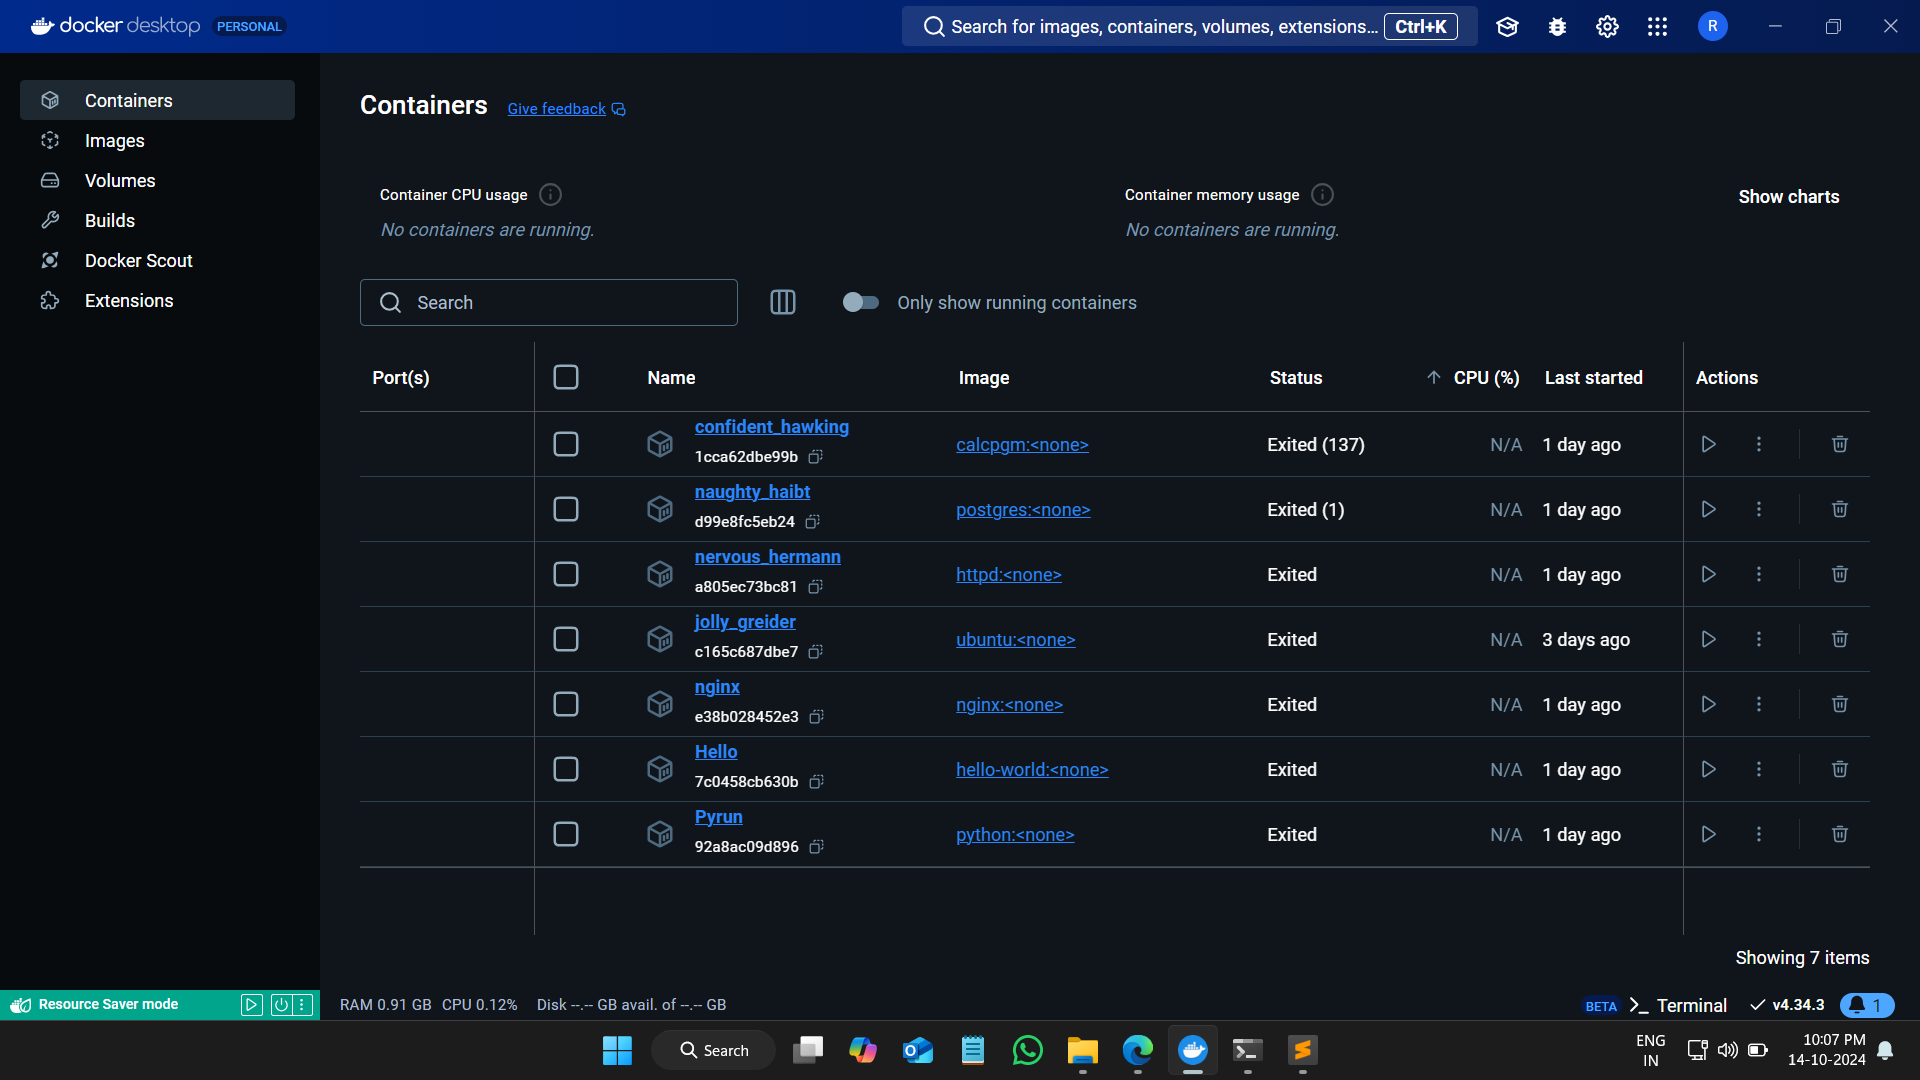 docker desktop PERSONAL
Search for images, containers, volumes, extensions... Ctrl+K
R
Containers
Images
Volumes
Builds
Docker Scout
Extensions
Containers Give feedback
Container CPU usage
No containers are running.
Container memory usage
No containers are running.
Show charts
Search
Only show running containers
Port(s) Name Image Status CPU (%) Last started Actions
confident_hawking
1cca62dbe99b
calcpgm:<none> Exited (137) N/A 1 day ago
naughty_haibt
d99e8fc5eb24
postgres:<none> Exited (1) N/A 1 day ago
nervous_hermann
a805ec73bc81
httpd:<none> Exited N/A 1 day ago
jolly_greider
c165c687dbe7
ubuntu:<none> Exited N/A 3 days ago
nginx
e38b028452e3
nginx:<none> Exited N/A 1 day ago
Hello
7c0458cb630b
hello-world:<none> Exited N/A 1 day ago
Pyrun
92a8ac09d896
python:<none> Exited N/A 1 day ago
Showing 7 items
Resource Saver mode
RAM 0.91 GB CPU 0.12% Disk --.-- GB avail. of --.-- GB
BETA Terminal v4.34.3 1
Search
ENG
IN
10:07 PM
14-10-2024